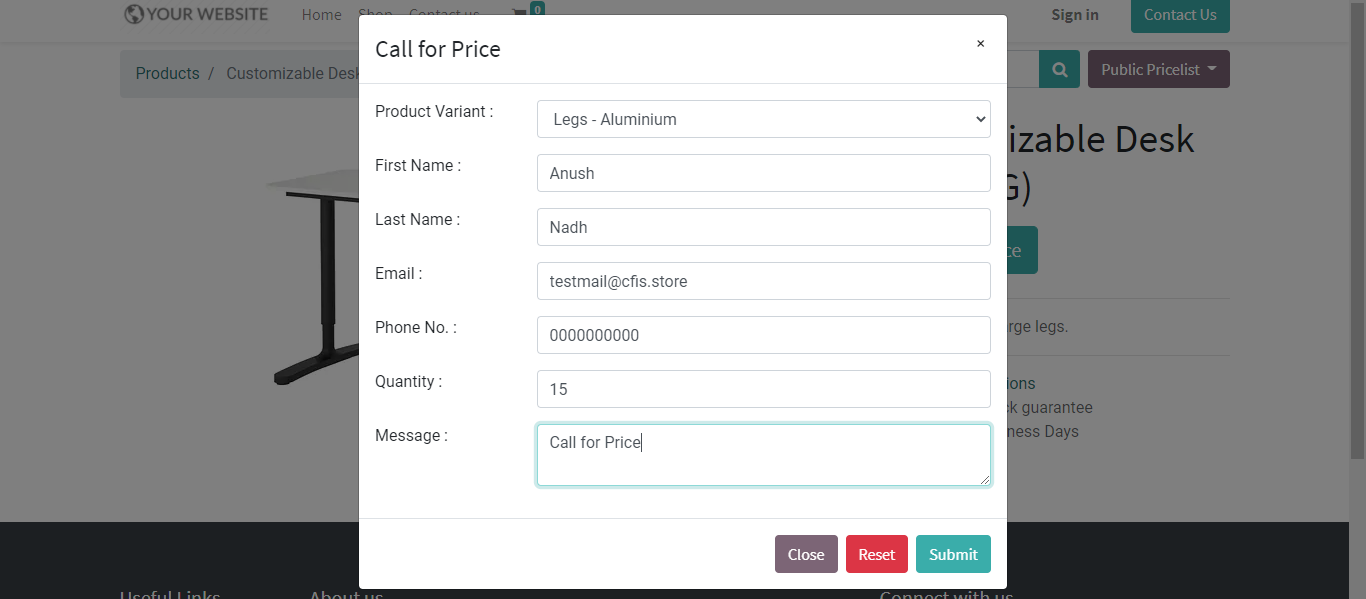 YOUR WEBSITE
Home Shop Contact us 0
Sign in
Contact Us
Products / Customizable Desk
Public Pricelist
Call for Price ×
Product Variant : Legs - Aluminium
First Name : Anush
Last Name : Nadh
Email : testmail@cfis.store
Phone No. : 0000000000
Quantity : 15
Message : Call for Price
Close Reset Submit
izable Desk
G)
ce
rge legs.
ions
ck guarantee
ness Days
Useful Links
About us
Connect with us